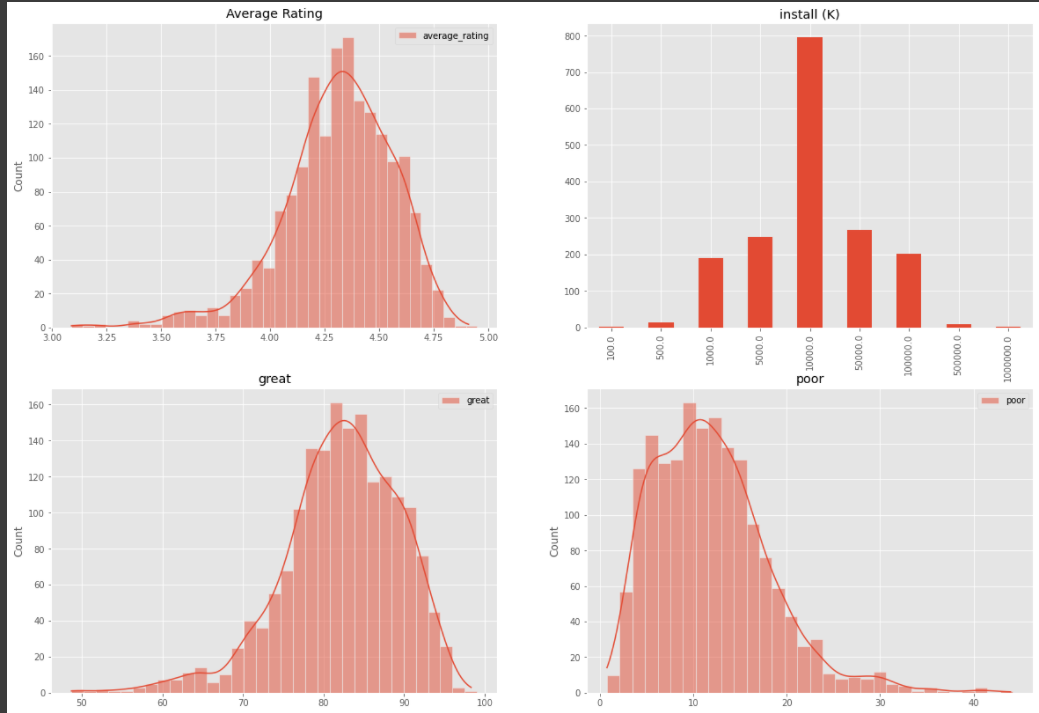 Average Rating
average_rating
160
140
120
100
80
60
40
20
0
Count
3.00 3.25 3.50 3.75 4.00 4.25 4.50 4.75 5.00
install (K)
800
700
600
500
400
300
200
100
0
100.0 500.0 1000.0 5000.0 10000.0 50000.0 100000.0 500000.0 1000000.0
great
great
160
140
120
100
80
60
40
20
0
Count
50 60 70 80 90 100
poor
poor
160
140
120
100
80
60
40
20
0
Count
0 10 20 30 40